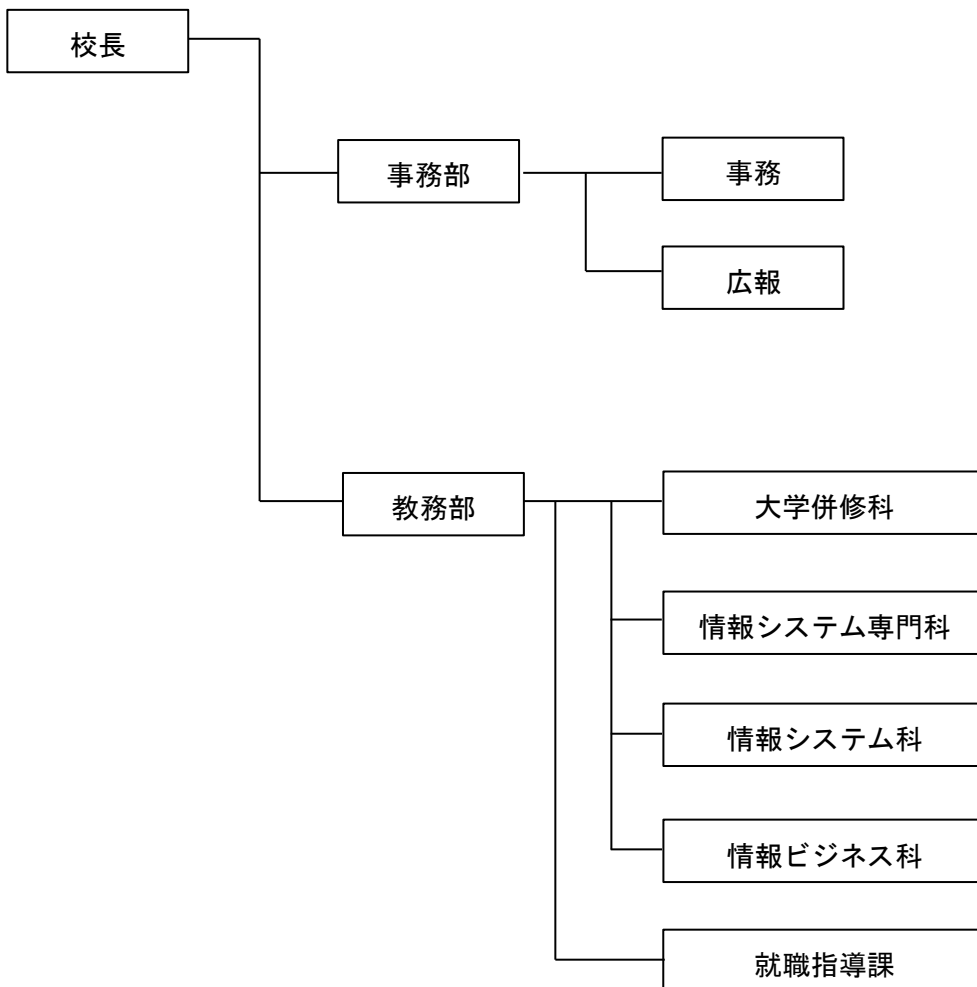 校長
事務部
事務
広報
教務部
大学併修科
情報システム専門科
情報システム科
情報ビジネス科
就職指導課